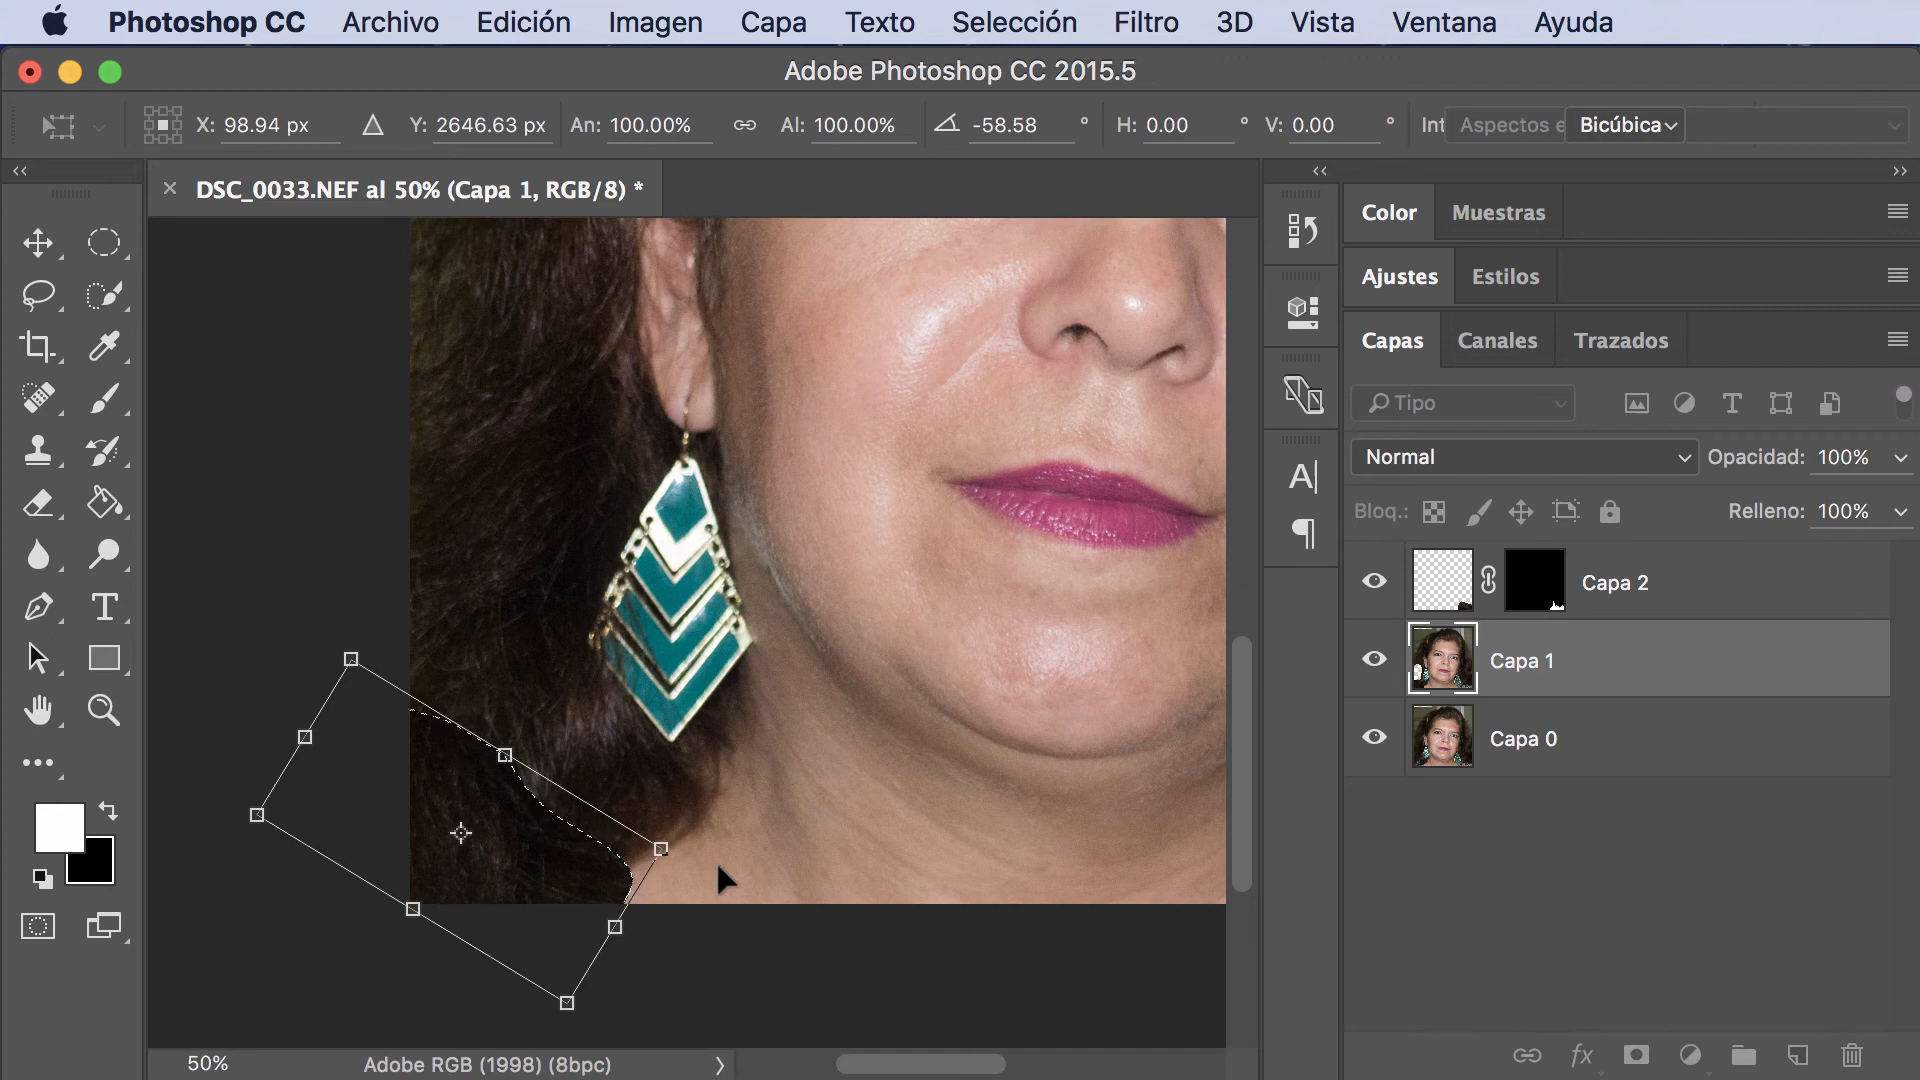 Photoshop CC Archivo Edición Imagen Capa Texto Selección Filtro 3D Vista Ventana Ayuda
Adobe Photoshop CC 2015.5
X: 98.94 px Y: 2646.63 px An: 100.00% Al: 100.00% -58.58 ° H: 0.00 ° V: 0.00 ° Int Aspectos e Bicúbica
DSC_0033.NEF al 50% (Capa 1, RGB/8) *
Color Muestras
Ajustes Estilos
Capas Canales Trazados
Tipo
Normal Opacidad: 100%
Bloq.: Relleno: 100%
Capa 2
Capa 1
Capa 0
50% Adobe RGB (1998) (8bpc)